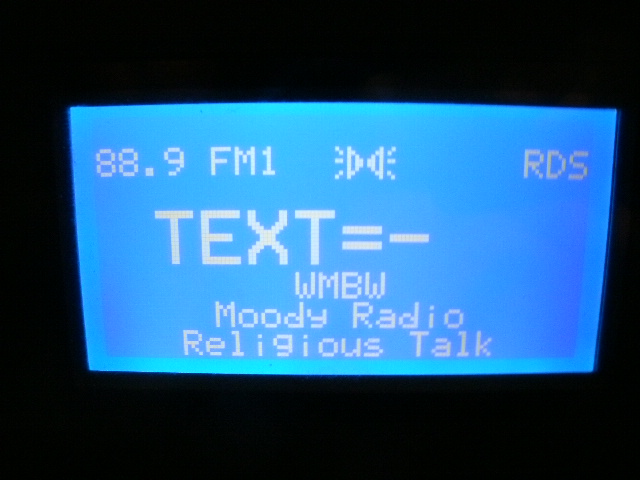 88.9 FM1 RDS
TEXT=-
WMBW
Moody Radio
Religious Talk